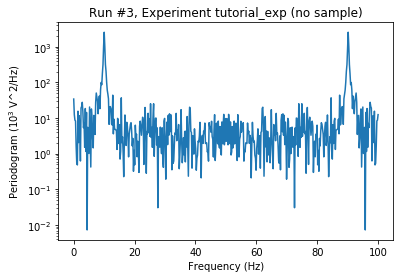 Run #3, Experiment tutorial_exp (no sample)
Periodogram (10³ V^2/Hz)
10³
10²
10¹
10⁰
10⁻¹
10⁻²
0 20 40 60 80 100
Frequency (Hz)